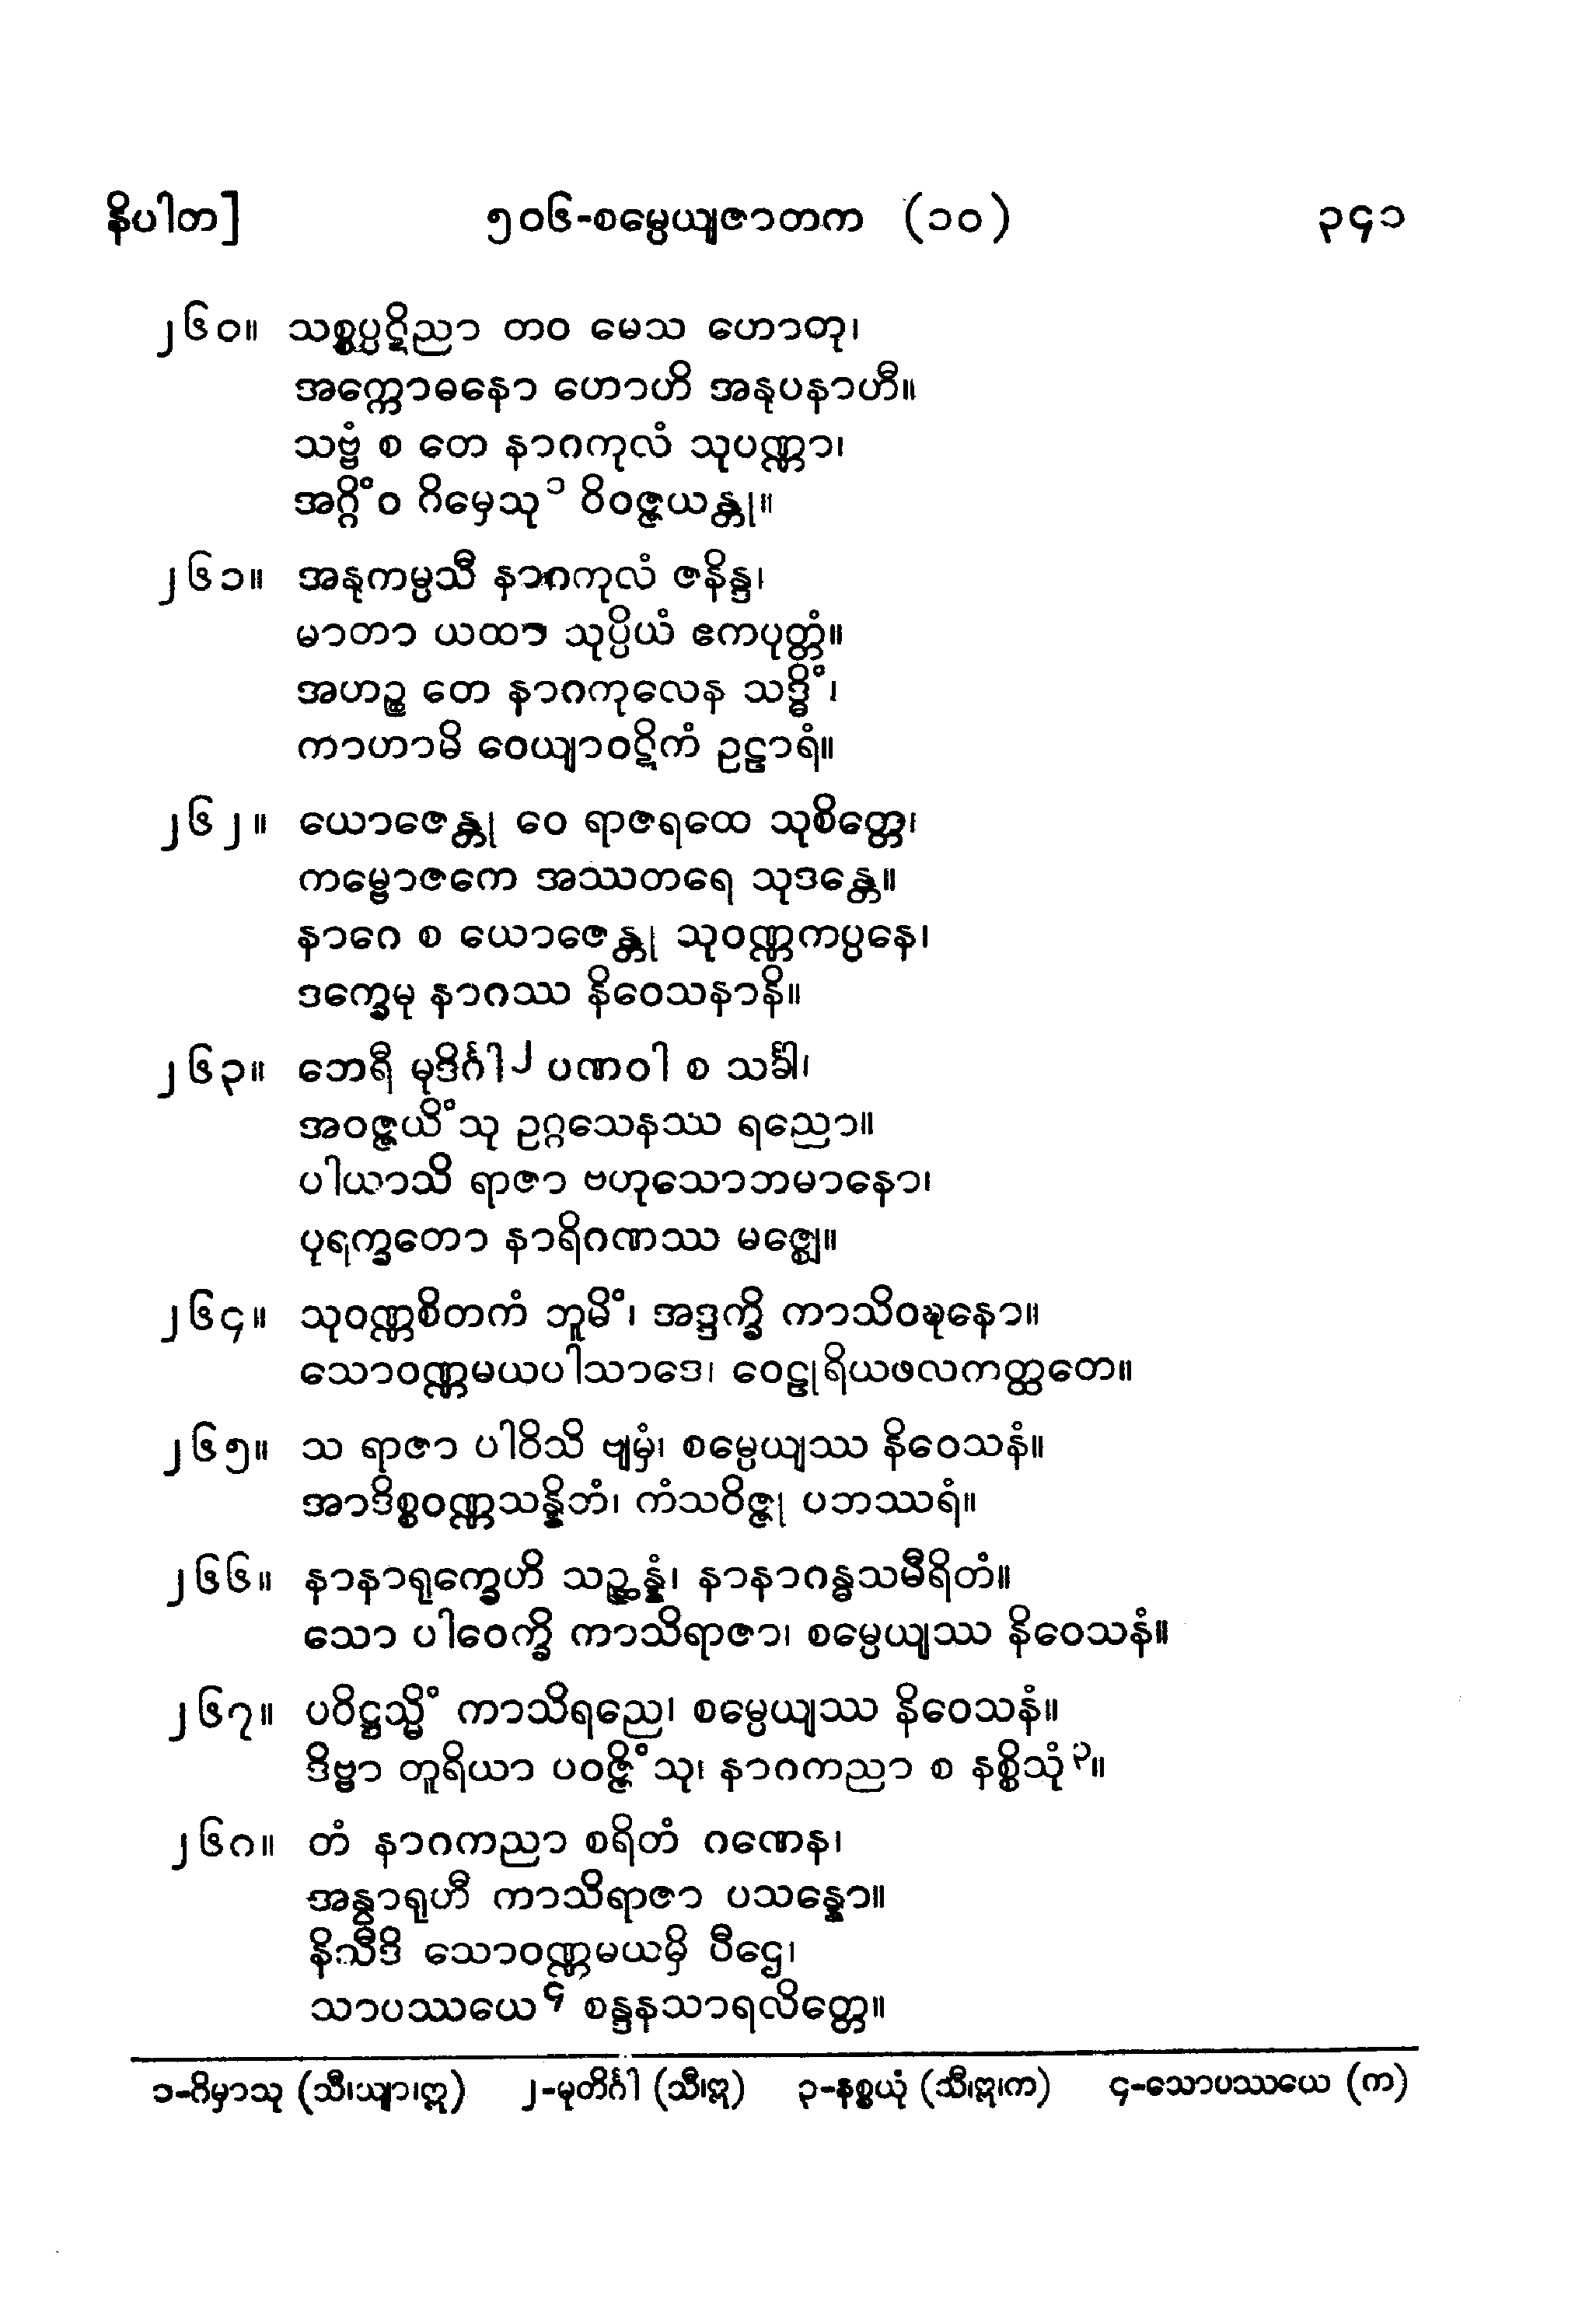 နိပါတ] ၅၀၆-စမ္ပေယျဇာတက (၁၀) ၃၄၁
၂၆၀။ သစ္စပ္ပဋိညာ တဝ မေသ ဟောတု၊
အက္ကောဓနော ဟောဟိ အနုပနာဟီ။
သဗ္ဗံ စ တေ နာဂကုလံ သုပဏ္ဏာ၊
အဂ္ဂိံဝ ဂိမှေသု၁ ဝိဝဇ္ဇယန္တု။
၂၆၁။ အနုကမ္ပသီ နာဂကုလံ ဇနိန္ဒ၊
မာတာ ယထာ သုပ္ပိယံ ဧကပုတ္တံ။
အဟဉ္စ တေ နာဂကုလေန သဒ္ဓိံ၊
ကာဟာမိ ဝေယျာဝဋိကံ ဥဠာရံ။
၂၆၂။ ယောဇေန္တု ဝေ ရာဇရထေ သုစိတ္တေ၊
ကမ္ဗောဇကေ အဿတရေ သုဒန္တေ။
နာဂေ စ ယောဇေန္တု သုဝဏ္ဏကပ္ပနေ၊
ဒက္ခေမု နာဂဿ နိဝေသနာနိ။
၂၆၃။ ဘေရီ မုဒိင်္ဂါ၂ ပဏဝါ စ သင်္ခါ၊
အဝဇ္ဇယိံသု ဥဂ္ဂသေနဿ ရညော။
ပါယာသိ ရာဇာ ဗဟုသောဘမာနော၊
ပုရက္ခတော နာရိဂဏဿ မဇ္ဈေ။
၂၆၄။ သုဝဏ္ဏစိတကံ ဘူမိံ၊ အဒ္ဒက္ခိ ကာသိဝဍ္ဎနော။
သောဝဏ္ဏမယပါသာဒေ၊ ဝေဠုရိယဖလကတ္ထတေ။
၂၆၅။ သ ရာဇာ ပါဝိသိ ဗျမှံ၊ စမ္ပေယျဿ နိဝေသနံ။
အာဒိစ္စဝဏ္ဏသန္နိဘံ၊ ကံသဝိဇ္ဇု ပဘဿရံ။
၂၆၆။ နာနာရုက္ခေဟိ သဉ္ဆန္နံ၊ နာနာဂန္ဓသမီရိတံ။
သော ပါဝေက္ခိ ကာသိရာဇာ၊ စမ္ပေယျဿ နိဝေသနံ။
၂၆၇။ ပဝိဋ္ဌသ္မိံ ကာသိရညေ၊ စမ္ပေယျဿ နိဝေသနံ။
ဒိဗ္ဗာ တူရိယာ ပဝဇ္ဇိံသု၊ နာဂကညာ စ နစ္စိသုံ၃။
၂၆၈။ တံ နာဂကညာ စရိတံ ဂဏေန၊
အန္ွာရုဟီ ကာသိရာဇာ ပသန္နော။
နိသီဒိ သောဝဏ္ဏမယမှိ ပီဌေ၊
သာပဿယေ၄ စန္ဒနသာရလိတ္တေ။
၁-ဂိမှာသု (သီ၊ယျာ၊ဣ) ၂-မုတိင်္ဂါ (သီ၊ဣ) ၃-နစ္စယုံ (သီ၊ဣ၊က) ၄-သောပဿယေ (က)